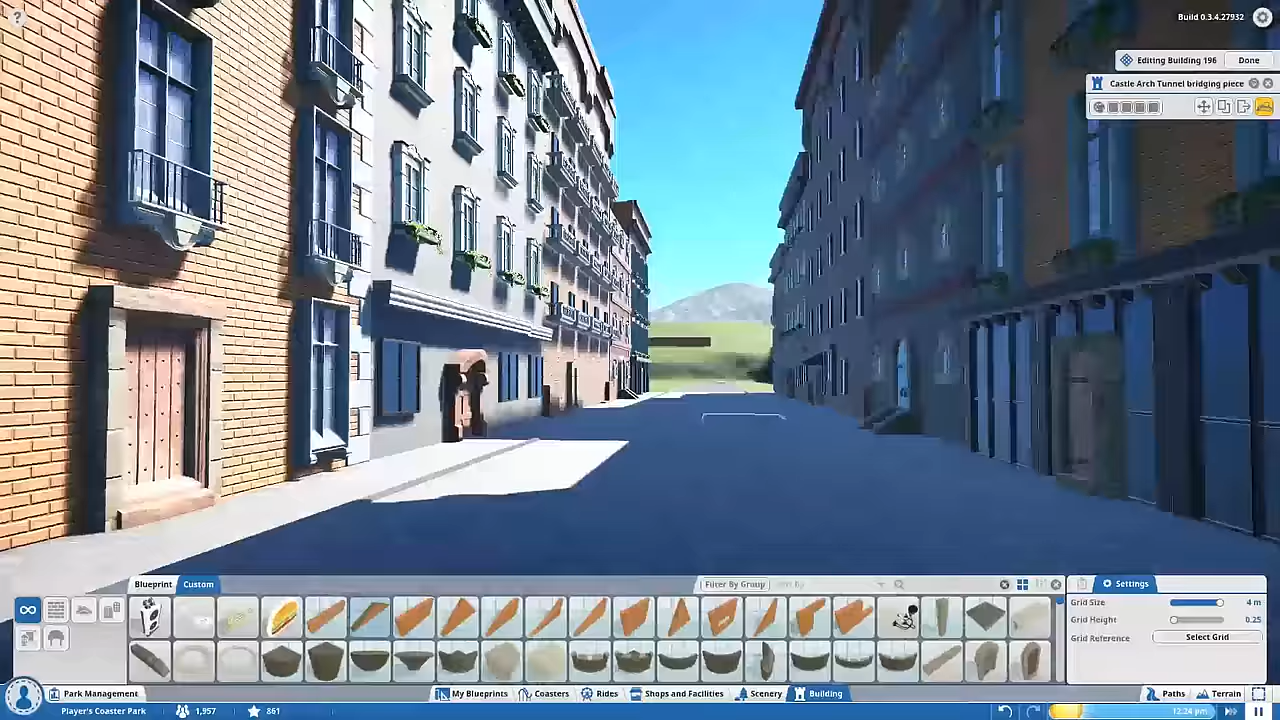 ?
Build 0.3.4.27932
Editing Building 196 Done
Castle Arch Tunnel bridging piece
Blueprint Custom Filter By Group Sort by Settings
Grid Size 4 m
Grid Height 0.25
Grid Reference Select Grid
Park Management My Blueprints Coasters Rides Shops and Facilities Scenery Building Paths Terrain
Player's Coaster Park 1,957 861 12:24 pm